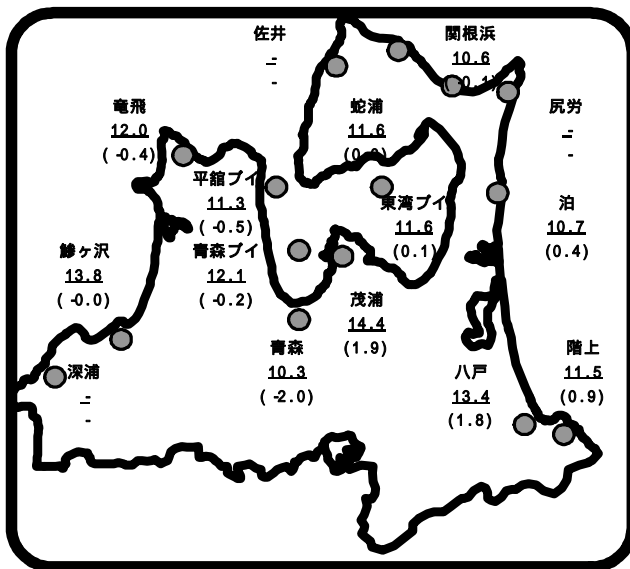 佐井
-
-
関根浜
10.6
(-0.1)
竜飛
12.0
( -0.4)
蛇浦
11.6
尻労
-
-
平舘ブイ
11.3
( -0.5)
東湾ブイ
11.6
(0.1)
泊
10.7
(0.4)
鰺ヶ沢
13.8
( -0.0)
青森ブイ
12.1
( -0.2)
茂浦
14.4
(1.9)
深浦
-
-
青森
10.3
( -2.0)
八戸
13.4
(1.8)
階上
11.5
(0.9)